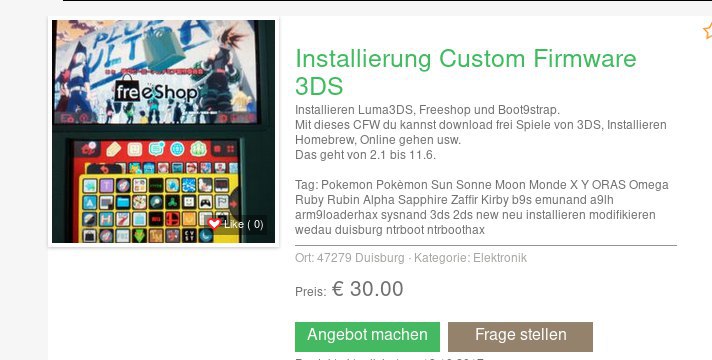 PLUS
ULTRA
freeShop
Like ( 0)
Installierung Custom Firmware
3DS
Installieren Luma3DS, Freeshop und Boot9strap.
Mit dieses CFW du kannst download frei Spiele von 3DS, Installieren
Homebrew, Online gehen usw.
Das geht von 2.1 bis 11.6.
Tag: Pokemon Pokèmon Sun Sonne Moon Monde X Y ORAS Omega
Ruby Rubin Alpha Sapphire Zaffir Kirby b9s emunand a9lh
arm9loaderhax sysnand 3ds 2ds new neu installieren modifikieren
wedau duisburg ntrboot ntrboothax
Ort: 47279 Duisburg · Kategorie: Elektronik
Preis: € 30.00
Angebot machen Frage stellen